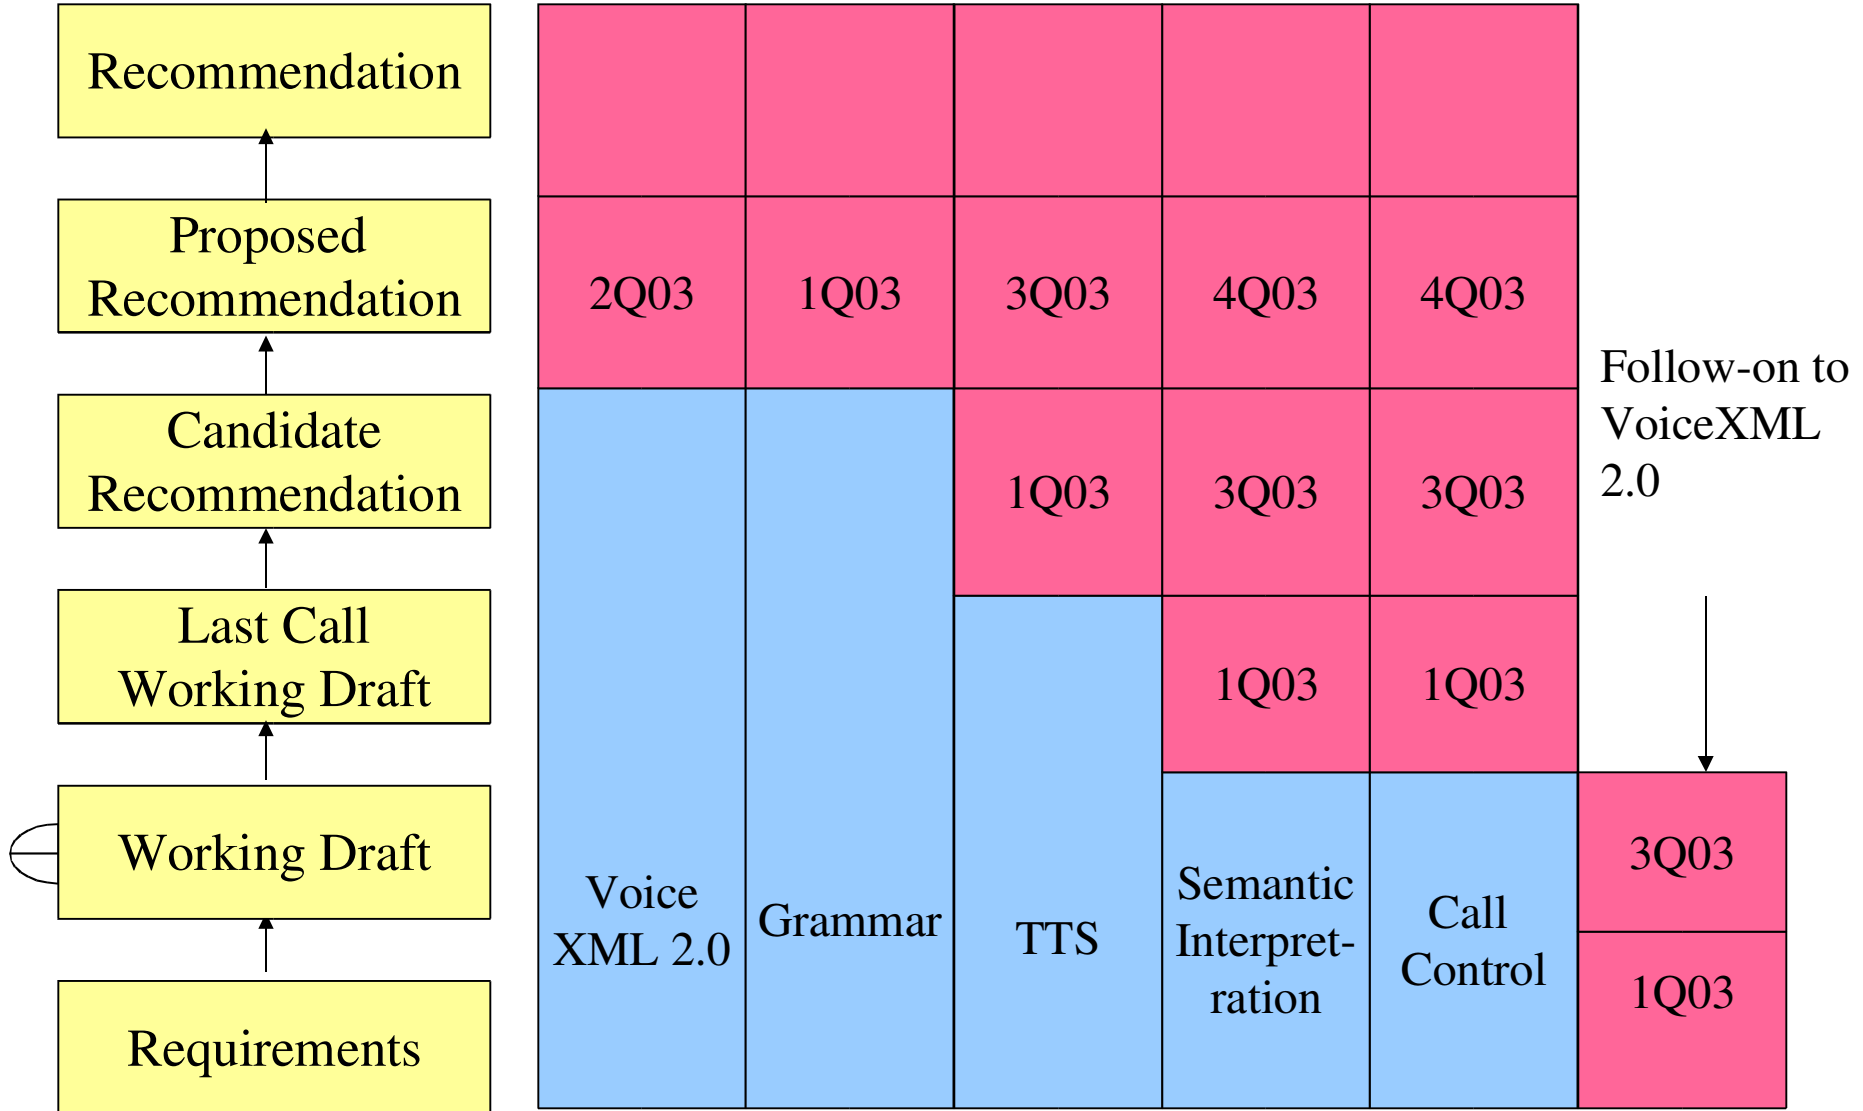 Recommendation
Proposed
Recommendation
Candidate
Recommendation
Last Call
Working Draft
Working Draft
Requirements
2Q03
1Q03
3Q03
4Q03
4Q03
1Q03
3Q03
3Q03
1Q03
1Q03
Voice
XML 2.0
Grammar
TTS
Semantic
Interpret-
ration
Call
Control
Follow-on to
VoiceXML
2.0
3Q03
1Q03